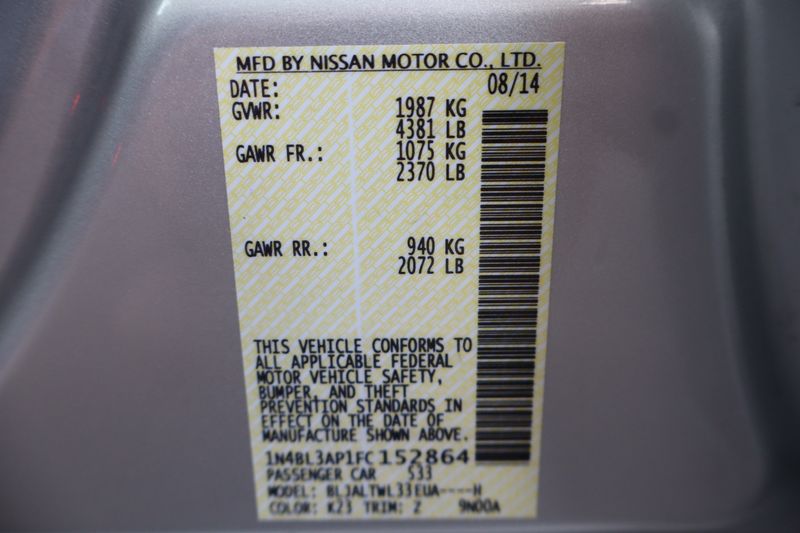 MFD BY NISSAN MOTOR CO., LTD.
DATE: 08/14
GVWR: 1987 KG
4381 LB
GAWR FR.: 1075 KG
2370 LB
GAWR RR.: 940 KG
2072 LB
THIS VEHICLE CONFORMS TO
ALL APPLICABLE FEDERAL
MOTOR VEHICLE SAFETY,
BUMPER, AND THEFT
PREVENTION STANDARDS IN
EFFECT ON THE DATE OF
MANUFACTURE SHOWN ABOVE.
1N4BL3AP1FC152864
PASSENGER CAR 533
MODEL: BLJALTWL33EUA----H
COLOR: K23 TRIM: Z 9N00A